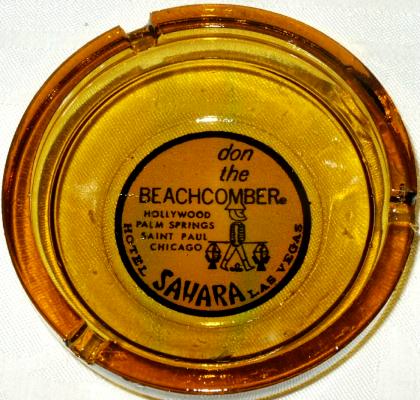 don
the
BEACHCOMBER®
HOLLYWOOD
PALM SPRINGS
SAINT PAUL
CHICAGO
HOTEL SAHARA LAS VEGAS